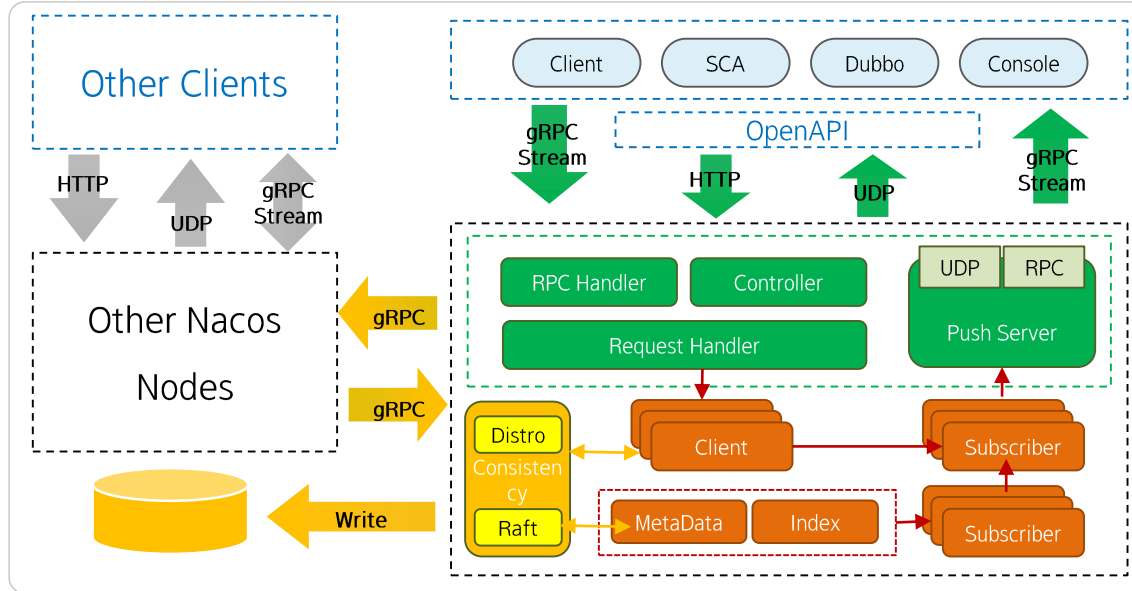 Other Clients
Client
SCA
Dubbo
Console
OpenAPI
HTTP
UDP
gRPC
Stream
gRPC
Stream
HTTP
UDP
gRPC
Stream
Other Nacos
Nodes
gRPC
gRPC
RPC Handler
Controller
Request Handler
UDP
RPC
Push Server
Distro
Consisten
cy
Raft
Client
Subscriber
MetaData
Index
Subscriber
Write